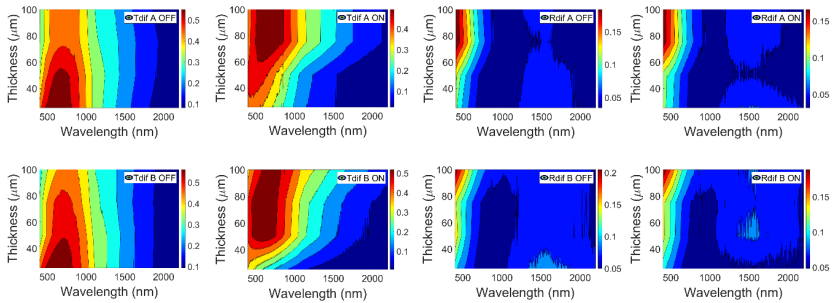 Tdif A OFF
100
80
60
40
Thickness (μm)
500 1000 1500 2000
Wavelength (nm)
0.5
0.4
0.3
0.2
0.1
Tdif A ON
100
80
60
40
Thickness (μm)
500 1000 1500 2000
Wavelength (nm)
0.4
0.3
0.2
0.1
Rdif A OFF
100
80
60
40
Thickness (μm)
500 1000 1500 2000
Wavelength (nm)
0.15
0.1
0.05
Rdif A ON
100
80
60
40
Thickness (μm)
500 1000 1500 2000
Wavelength (nm)
0.15
0.1
0.05
Tdif B OFF
100
80
60
40
Thickness (μm)
500 1000 1500 2000
Wavelength (nm)
0.5
0.4
0.3
0.2
0.1
Tdif B ON
100
80
60
40
Thickness (μm)
500 1000 1500 2000
Wavelength (nm)
0.5
0.4
0.3
0.2
0.1
Rdif B OFF
100
80
60
40
Thickness (μm)
500 1000 1500 2000
Wavelength (nm)
0.2
0.15
0.1
0.05
Rdif B ON
100
80
60
40
Thickness (μm)
500 1000 1500 2000
Wavelength (nm)
0.15
0.1
0.05